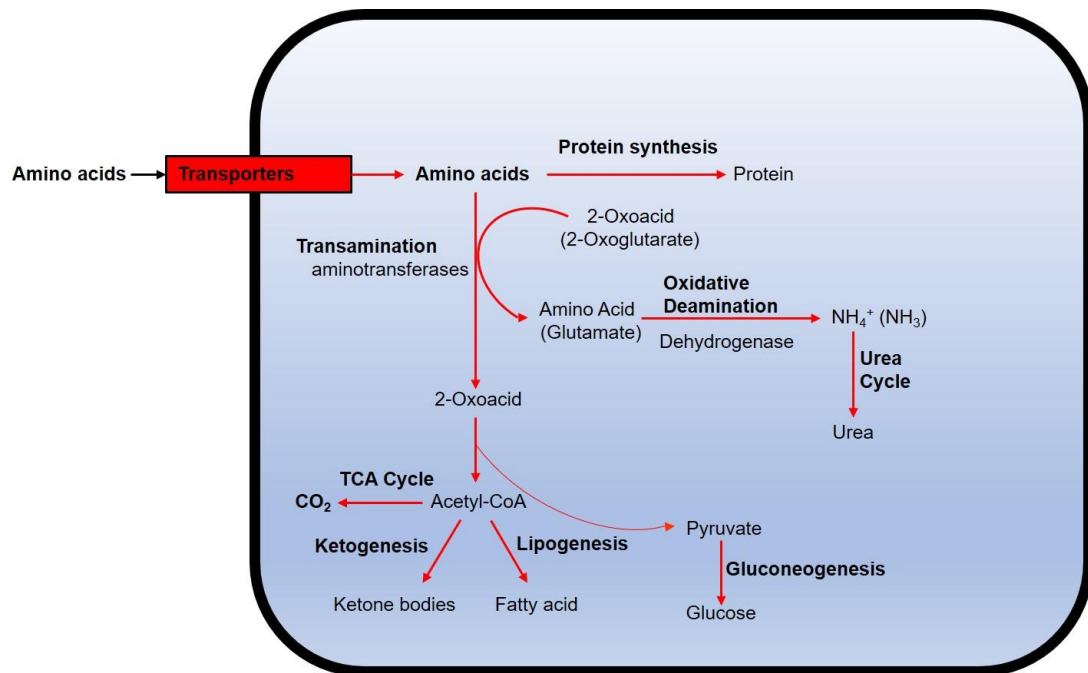 Protein synthesis
Amino acids
Transporters
Amino acids
Protein
2-Oxoacid
(2-Oxoglutarate)
Transamination
aminotransferases
Oxidative
Deamination
Amino Acid
(Glutamate)
Dehydrogenase
NH₄⁺ (NH₃)
Urea
Cycle
2-Oxoacid
Urea
TCA Cycle
CO₂
Acetyl-CoA
Pyruvate
Ketogenesis
Lipogenesis
Gluconeogenesis
Ketone bodies
Fatty acid
Glucose